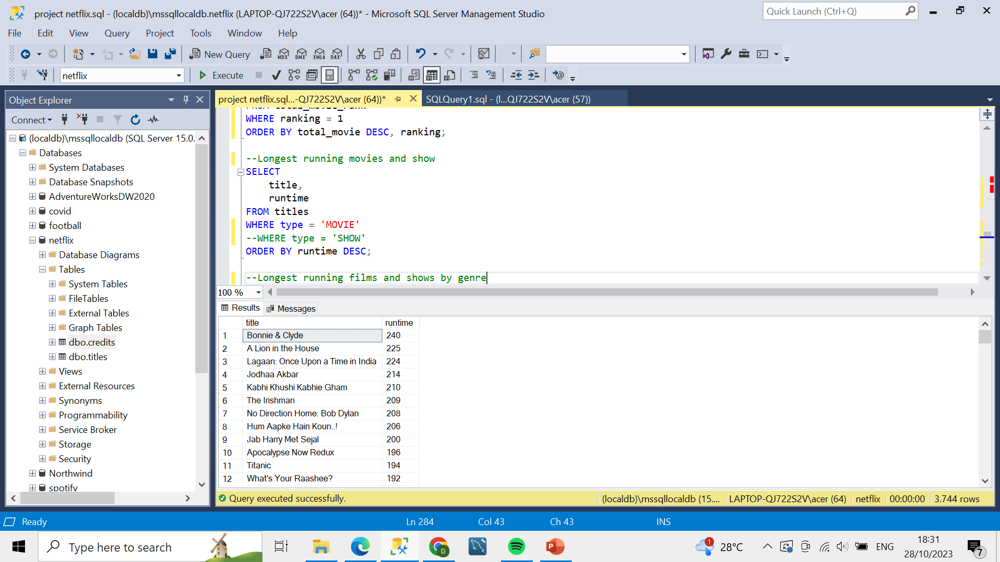 project netflix.sql - (localdb)\mssqllocaldb.netflix (LAPTOP-QJ722S2V\acer (64))* - Microsoft SQL Server Management Studio
Quick Launch (Ctrl+Q)
File Edit View Query Project Tools Window Help
New Query MDX DMX XMLA DAX
netflix Execute
Object Explorer
Connect
(localdb)\mssqllocaldb (SQL Server 15.0.
Databases
System Databases
Database Snapshots
AdventureWorksDW2020
covid
football
netflix
Database Diagrams
Tables
System Tables
FileTables
External Tables
Graph Tables
dbo.credits
dbo.titles
Views
External Resources
Synonyms
Programmability
Service Broker
Storage
Security
Northwind
spotify
project netflix.sql...-QJ722S2V\acer (64))* SQLQuery1.sql - (l...QJ722S2V\acer (57))
FROM total_movie_rank
WHERE ranking = 1
ORDER BY total_movie DESC, ranking;
--Longest running movies and show
SELECT
title,
runtime
FROM titles
WHERE type = 'MOVIE'
--WHERE type = 'SHOW'
ORDER BY runtime DESC;
--Longest running films and shows by genre
100 %
Results Messages
title runtime
1 Bonnie & Clyde 240
2 A Lion in the House 225
3 Lagaan: Once Upon a Time in India 224
4 Jodhaa Akbar 214
5 Kabhi Khushi Kabhie Gham 210
6 The Irishman 209
7 No Direction Home: Bob Dylan 208
8 Hum Aapke Hain Koun..! 206
9 Jab Harry Met Sejal 200
10 Apocalypse Now Redux 196
11 Titanic 194
12 What's Your Raashee? 192
Query executed successfully. (localdb)\mssqllocaldb (15.... LAPTOP-QJ722S2V\acer (64) netflix 00:00:00 3.744 rows
Ready Ln 284 Col 43 Ch 43 INS
Type here to search
1 28°C ENG 18:31
28/10/2023
7